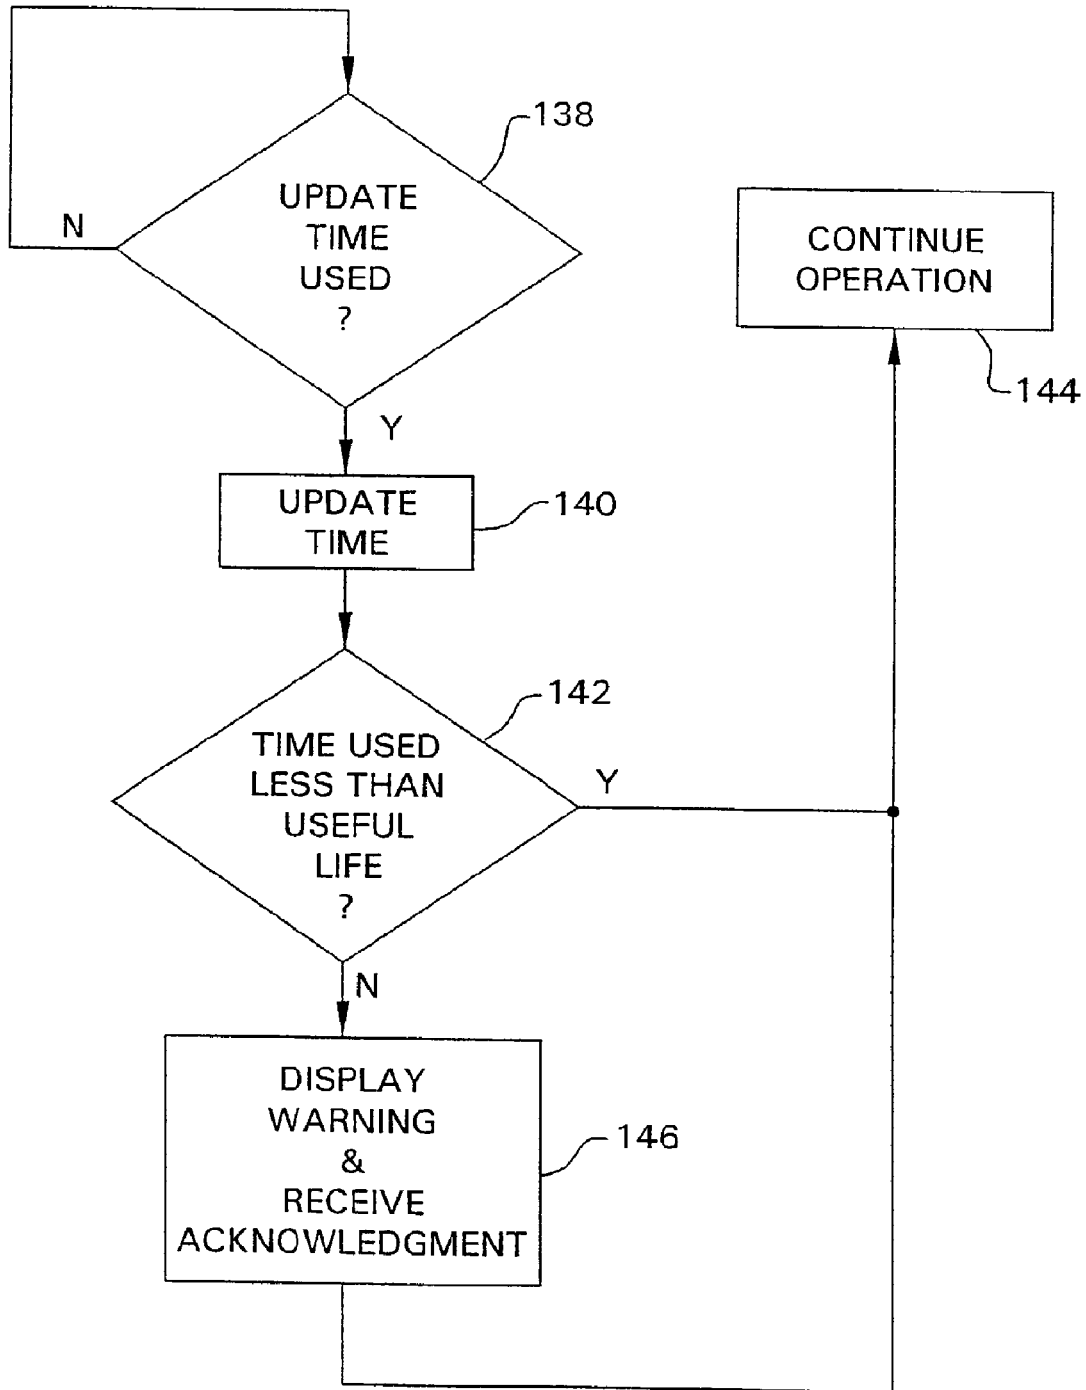 138
UPDATE
TIME
USED
?
N
Y
CONTINUE
OPERATION
144
UPDATE
TIME
140
142
TIME USED
LESS THAN
USEFUL
LIFE
?
Y
N
DISPLAY
WARNING
&
RECEIVE
ACKNOWLEDGMENT
146